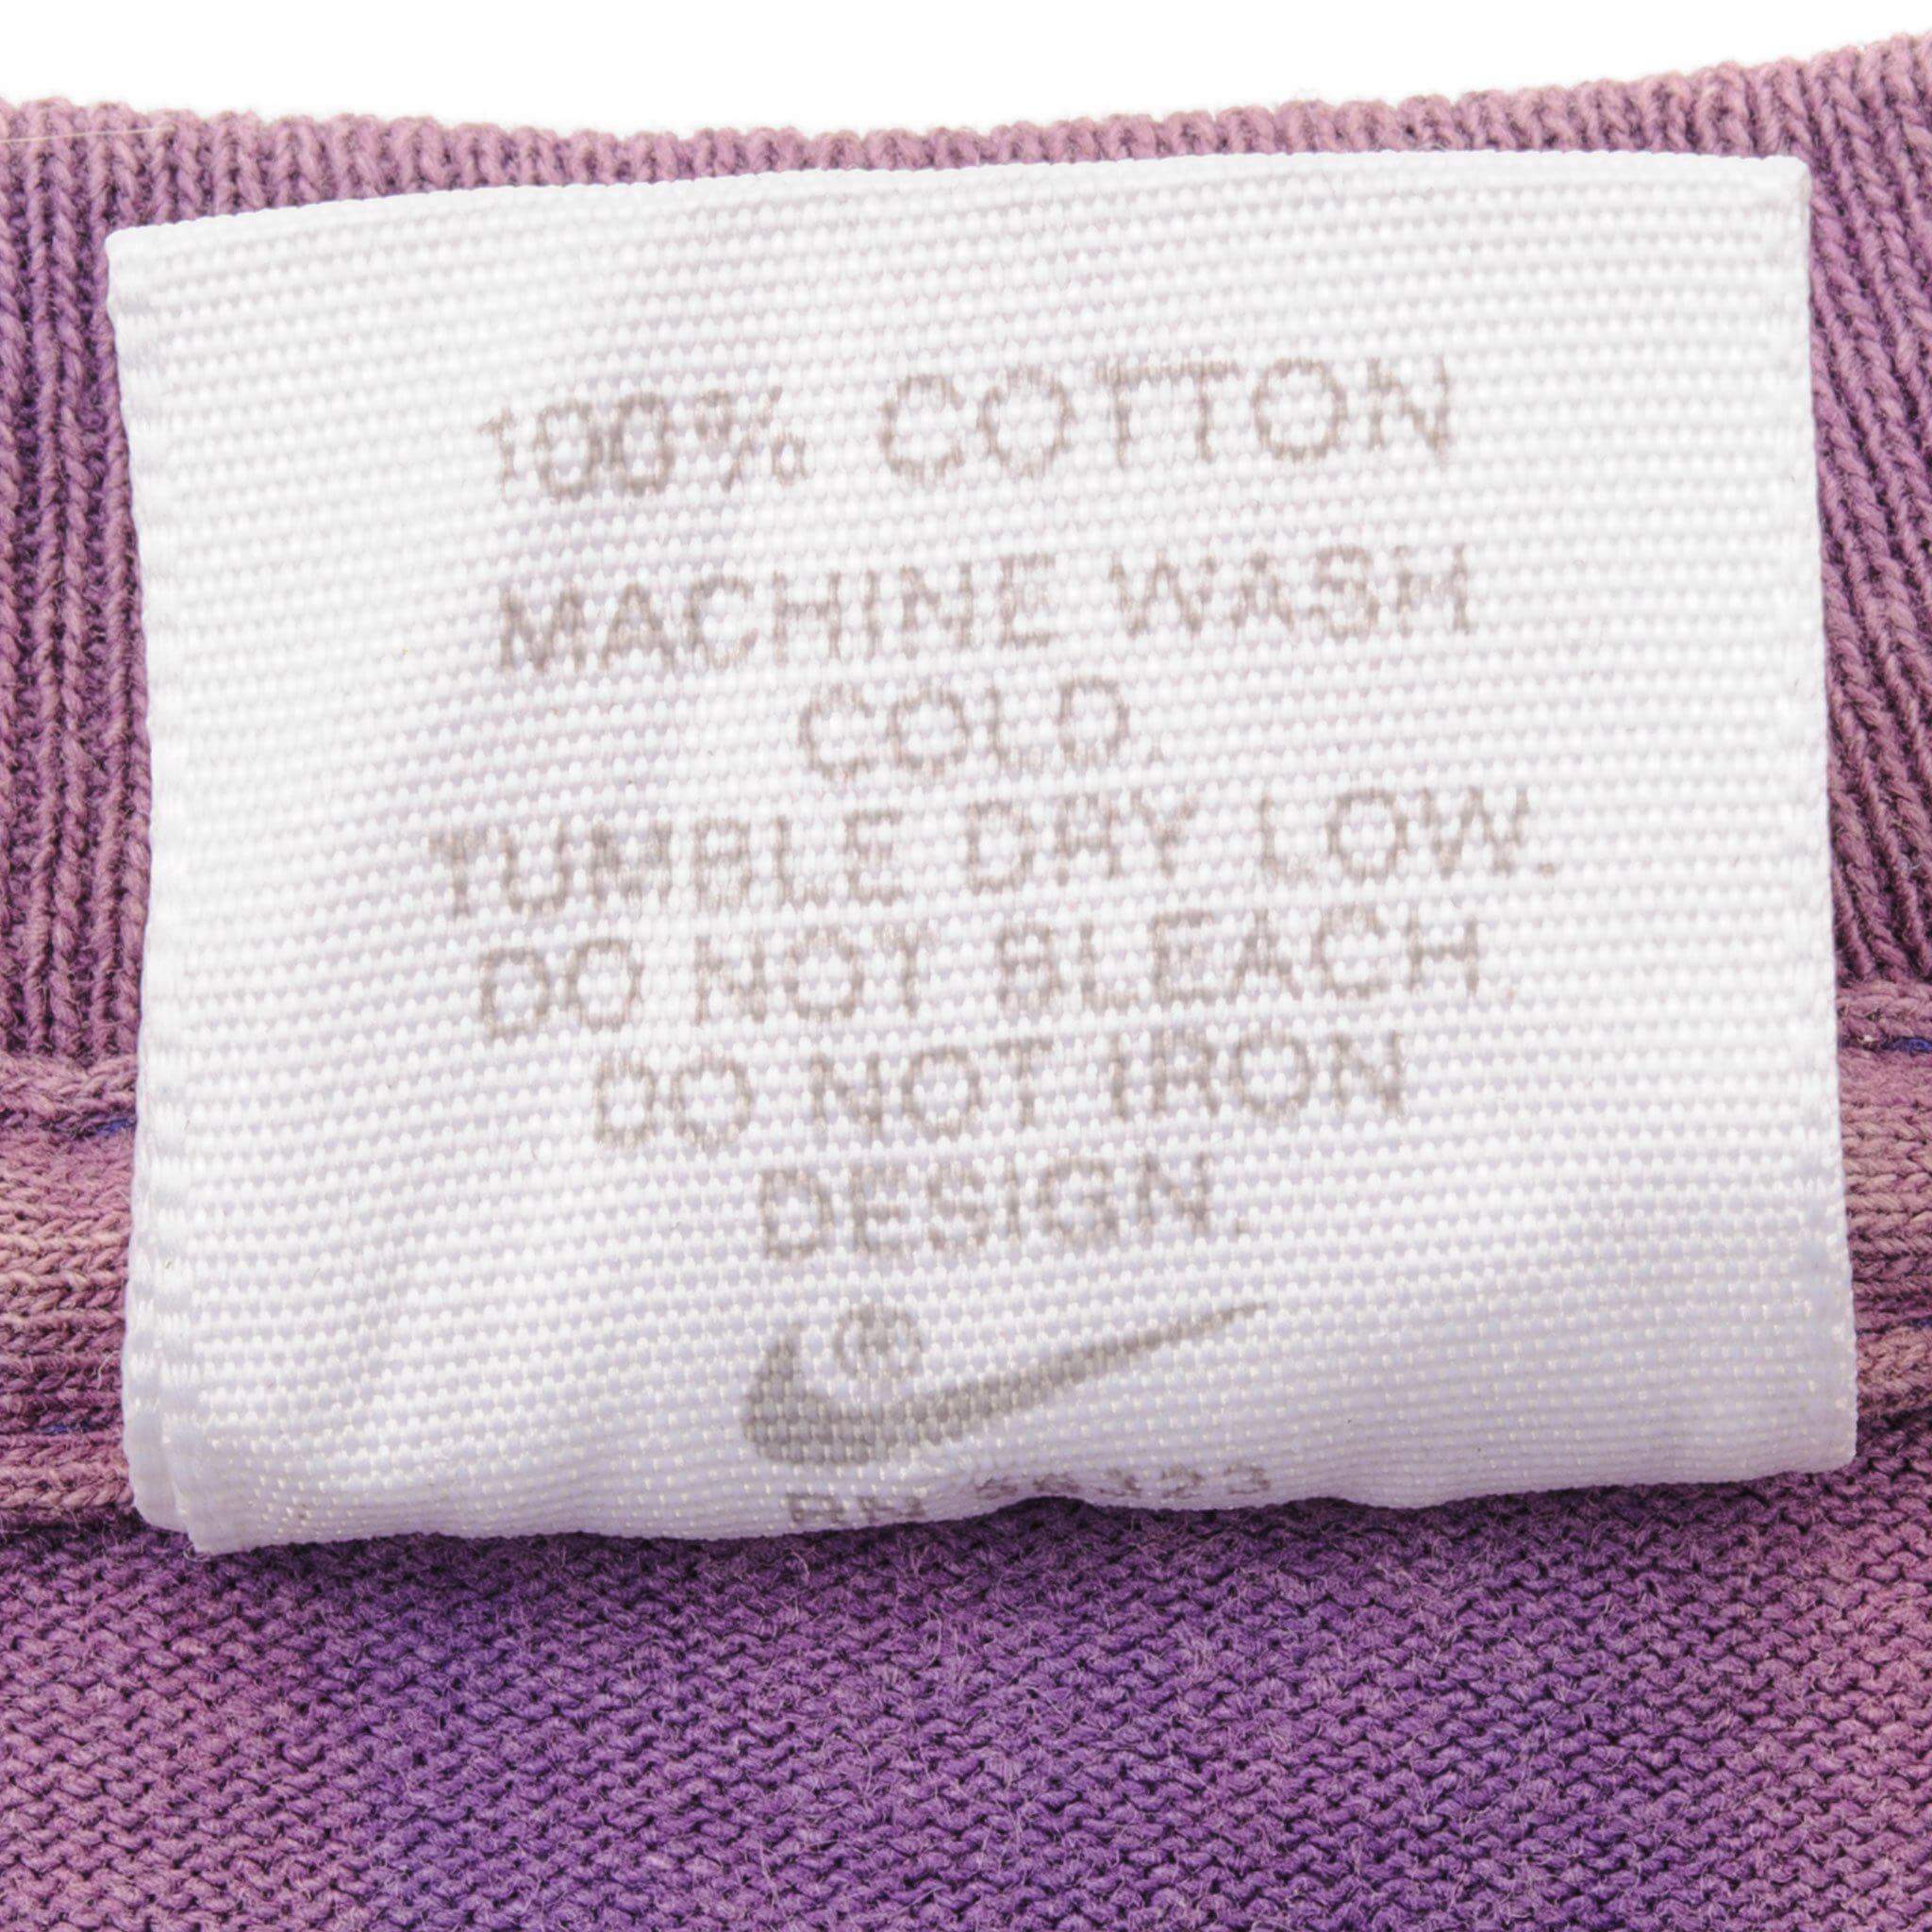 100% COTTON
MACHINE WASH
COLD.
TUMBLE DRY LOW.
DO NOT BLEACH.
DO NOT IRON
DESIGN.
®